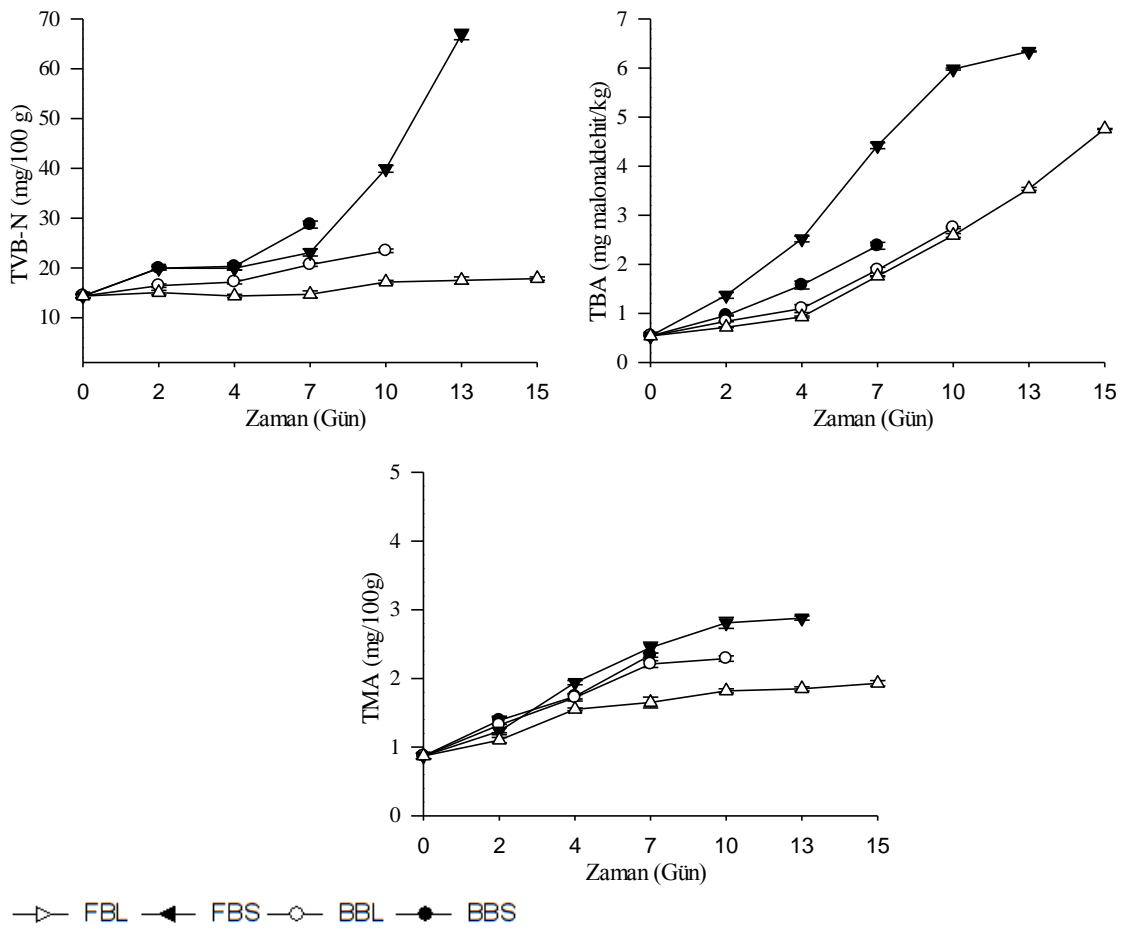 70
60
50
40
30
20
10
TVB-N (mg/100 g)
0 2 4 7 10 13 15
Zaman (Gün)
7
6
5
4
3
2
1
0
TBA (mg malonaldehit/kg)
0 2 4 7 10 13 15
Zaman (Gün)
5
4
3
2
1
0
TMA (mg/100g)
0 2 4 7 10 13 15
Zaman (Gün)
FBL FBS BBL BBS